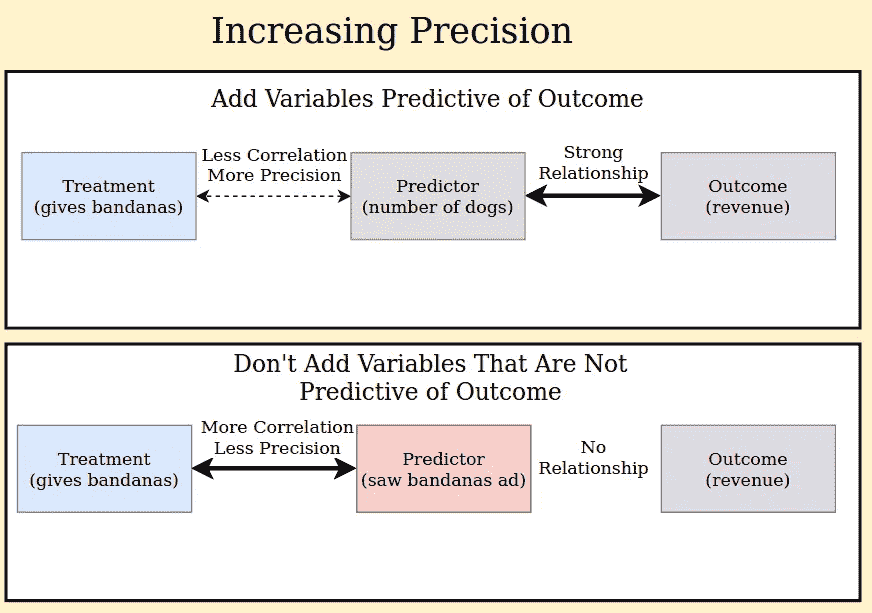 Increasing Precision
Add Variables Predictive of Outcome
Less Correlation
More Precision
Strong
Relationship
Treatment
(gives bandanas)
Predictor
(number of dogs)
Outcome
(revenue)
Don't Add Variables That Are Not
Predictive of Outcome
More Correlation
Less Precision
No
Relationship
Treatment
(gives bandanas)
Predictor
(saw bandanas ad)
Outcome
(revenue)